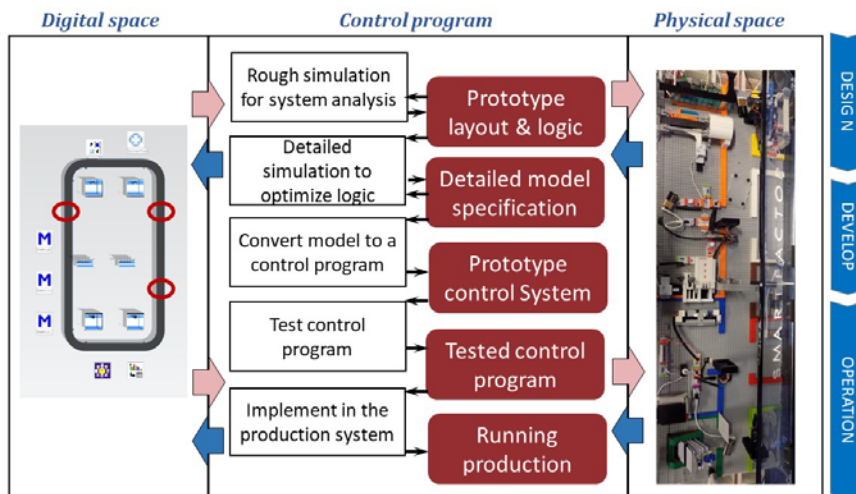 Digital space
Control program
Physical space
Rough simulation
for system analysis
Prototype
layout & logic
Detailed
simulation to
optimize logic
Detailed model
specification
Convert model to a
control program
Prototype
control System
Test control
program
Tested control
program
Implement in the
production system
Running
production
M
M
M
SMART FACTO
DESIG N
DEVELOP
OPERATION